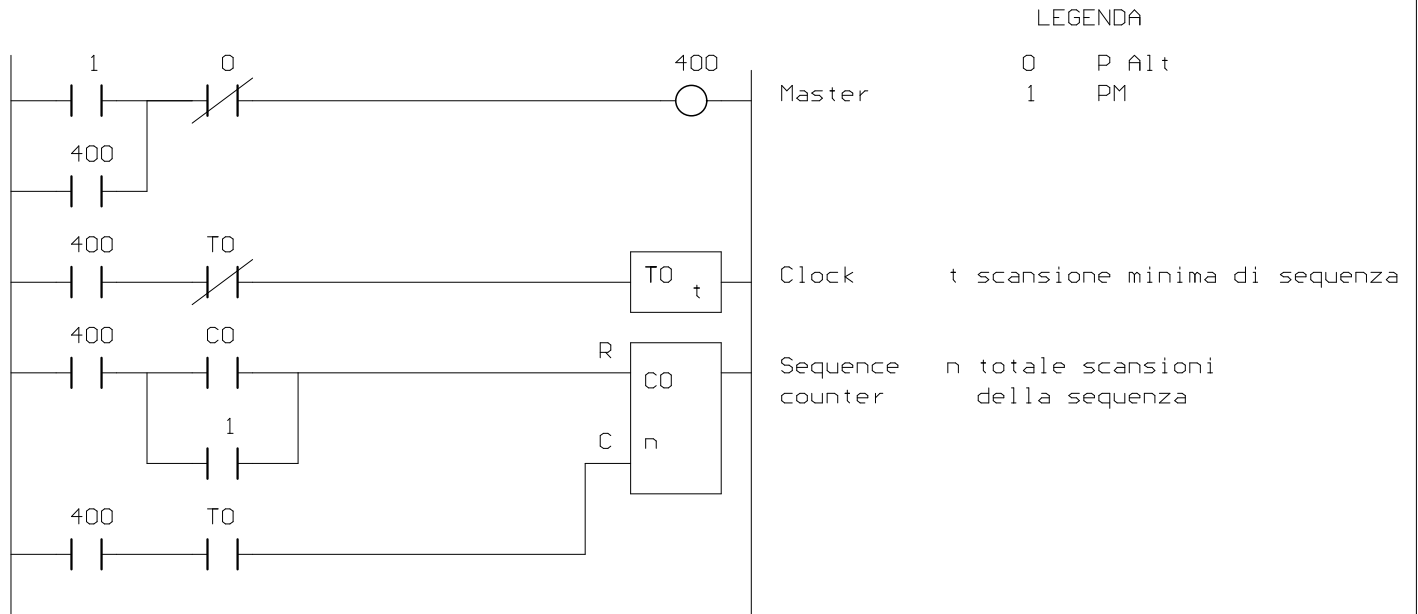 LEGENDA
1 0 400 0 P Alt
Master 1 PM
400
400 T0
T0 t Clock t scansione minima di sequenza
400 C0
R
C0 Sequence n totale scansioni
counter della sequenza
1
C n
400 T0